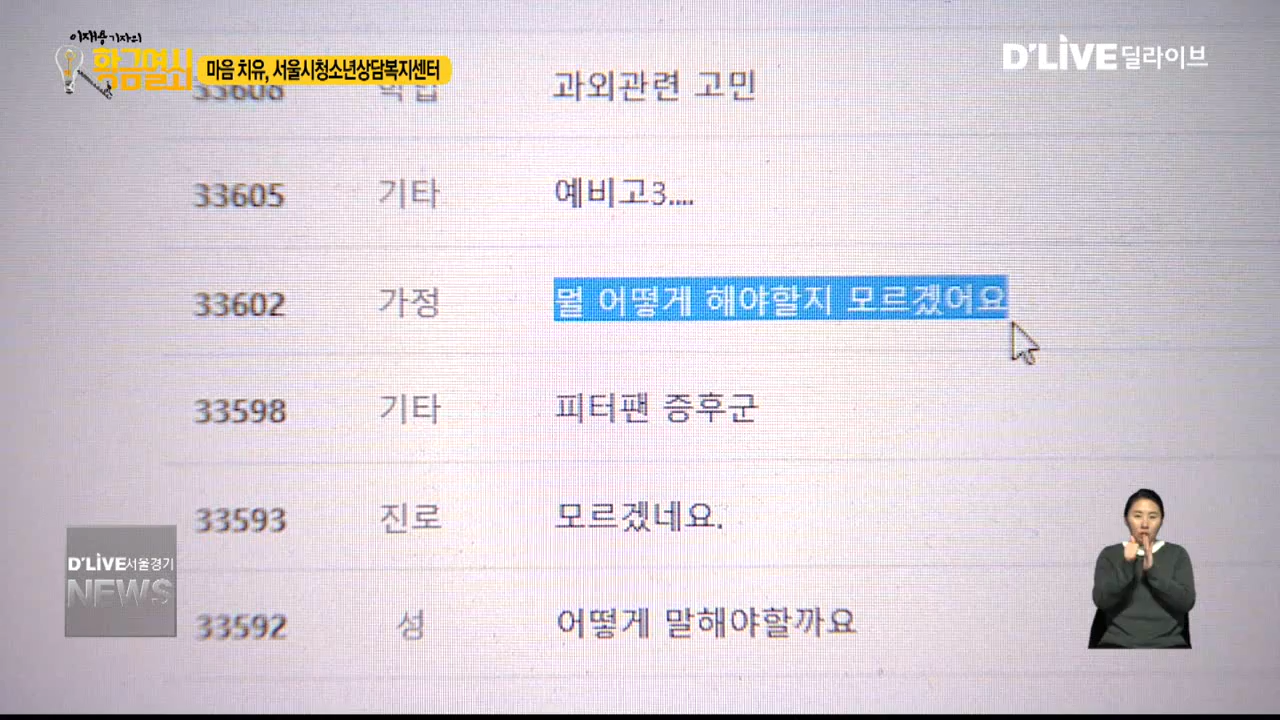 이재용 기자의
황금열쇠
마음 치유, 서울시청소년상담복지센터
D'LIVE 딜라이브
33608 학업 과외관련 고민
33605 기타 예비고3....
33602 가정 뭘 어떻게 해야할지 모르겠어요
33598 기타 피터팬 증후군
33593 진로 모르겠네요.
33592 성 어떻게 말해야할까요
D'LIVE서울경기
NEWS